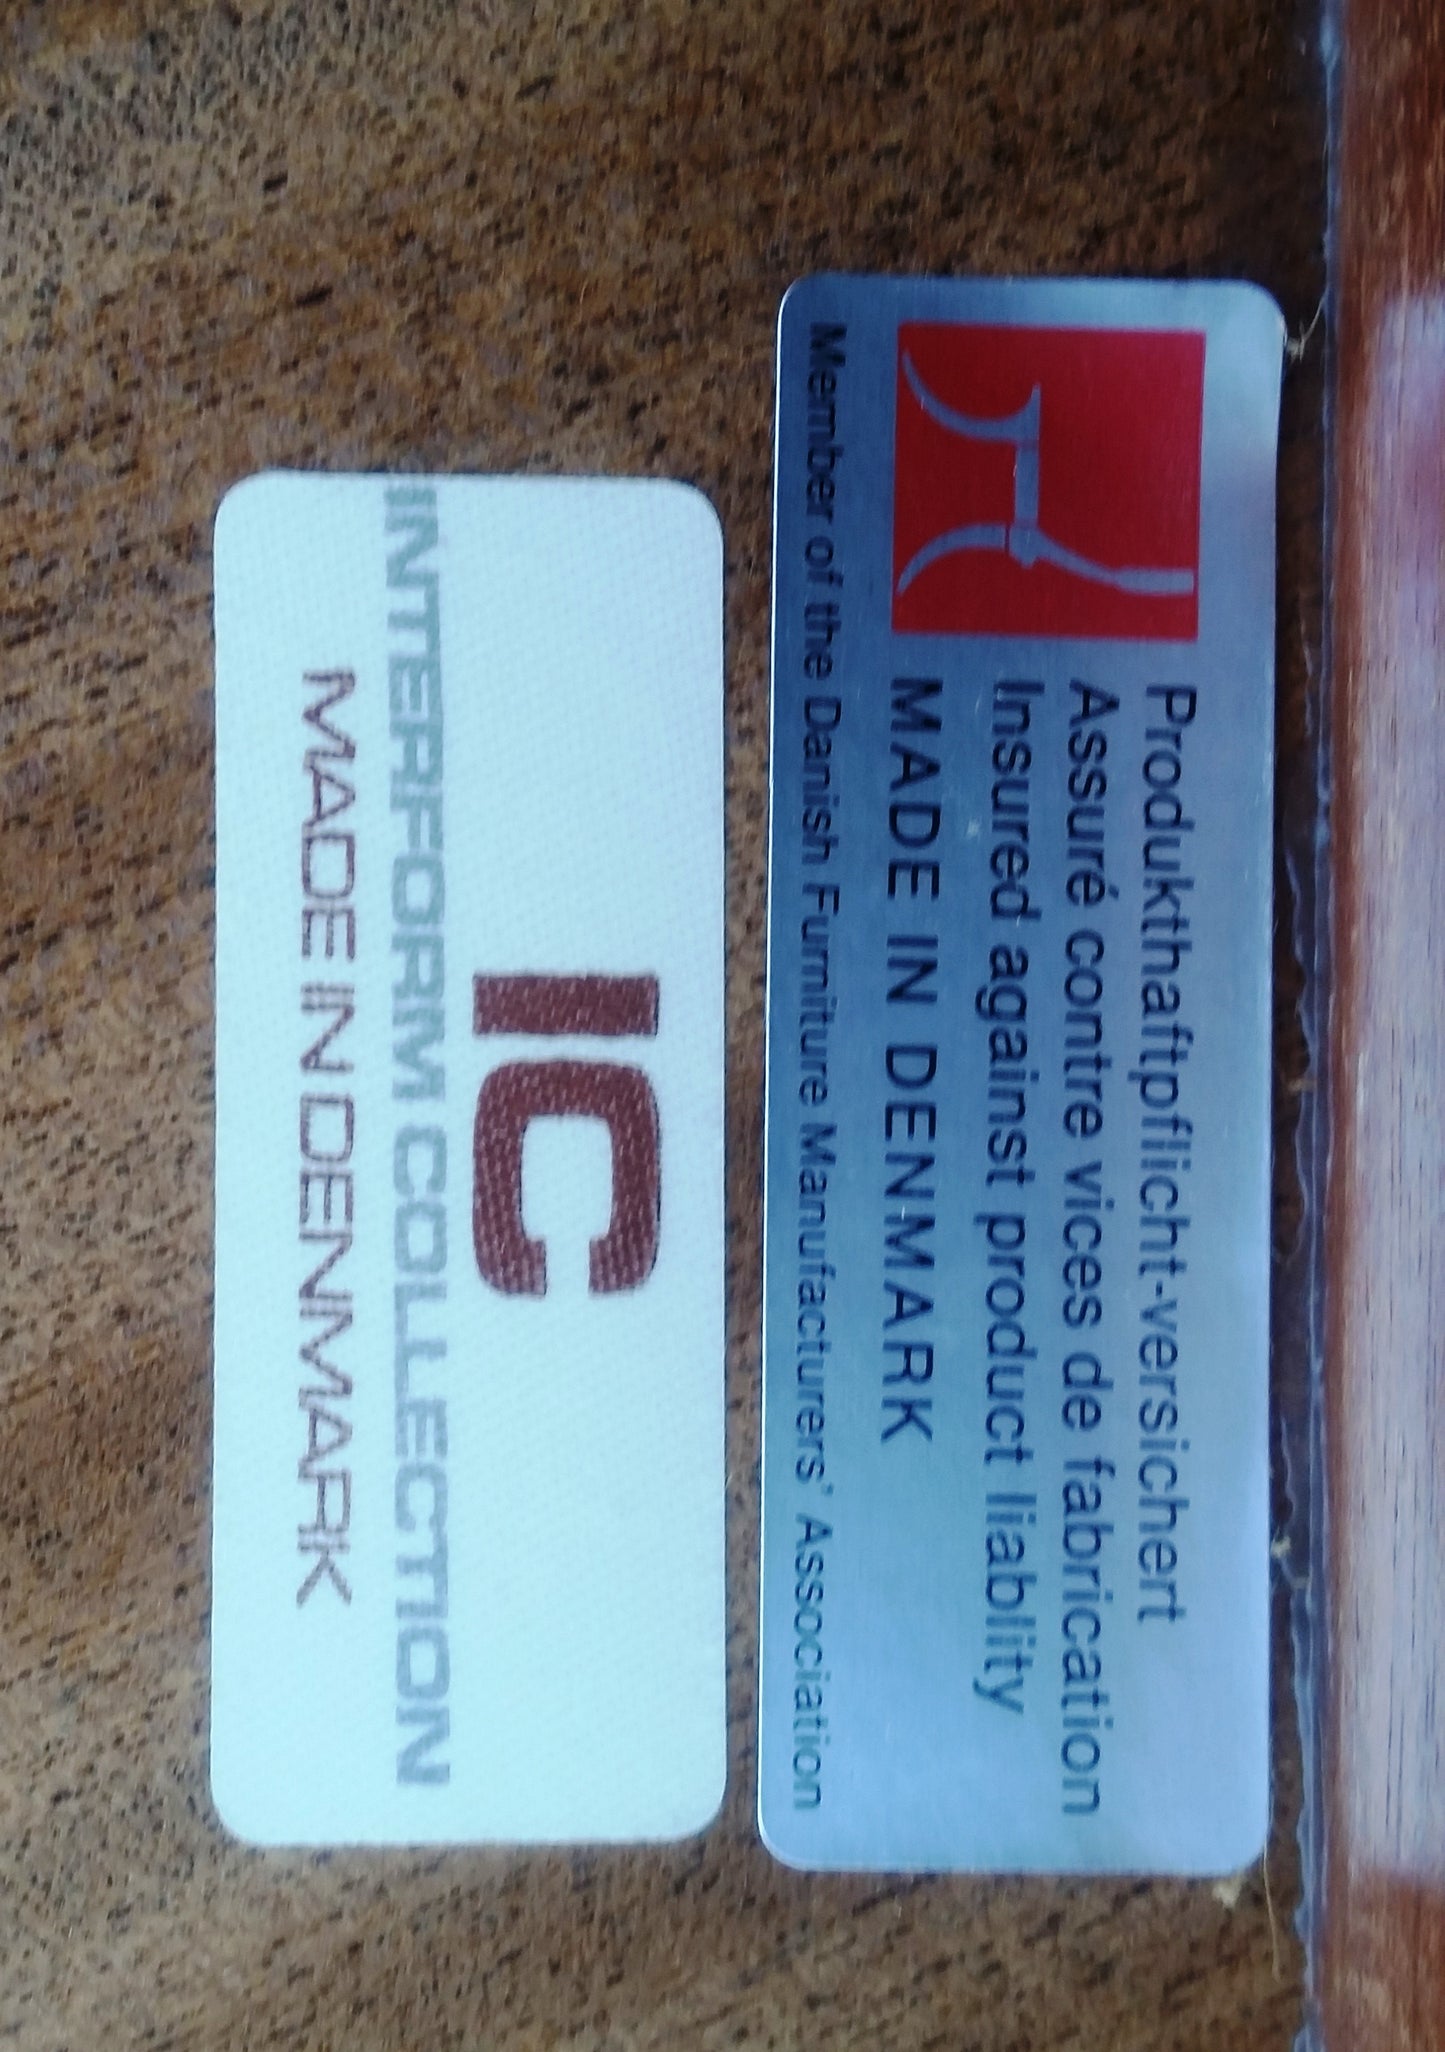 Produkthaftpflicht-versichert
Assuré contre vices de fabrication
Insured against product liability
MADE IN DENMARK
Member of the Danish Furniture Manufacturers' Association
IC
INTERFORM COLLECTION
MADE IN DENMARK